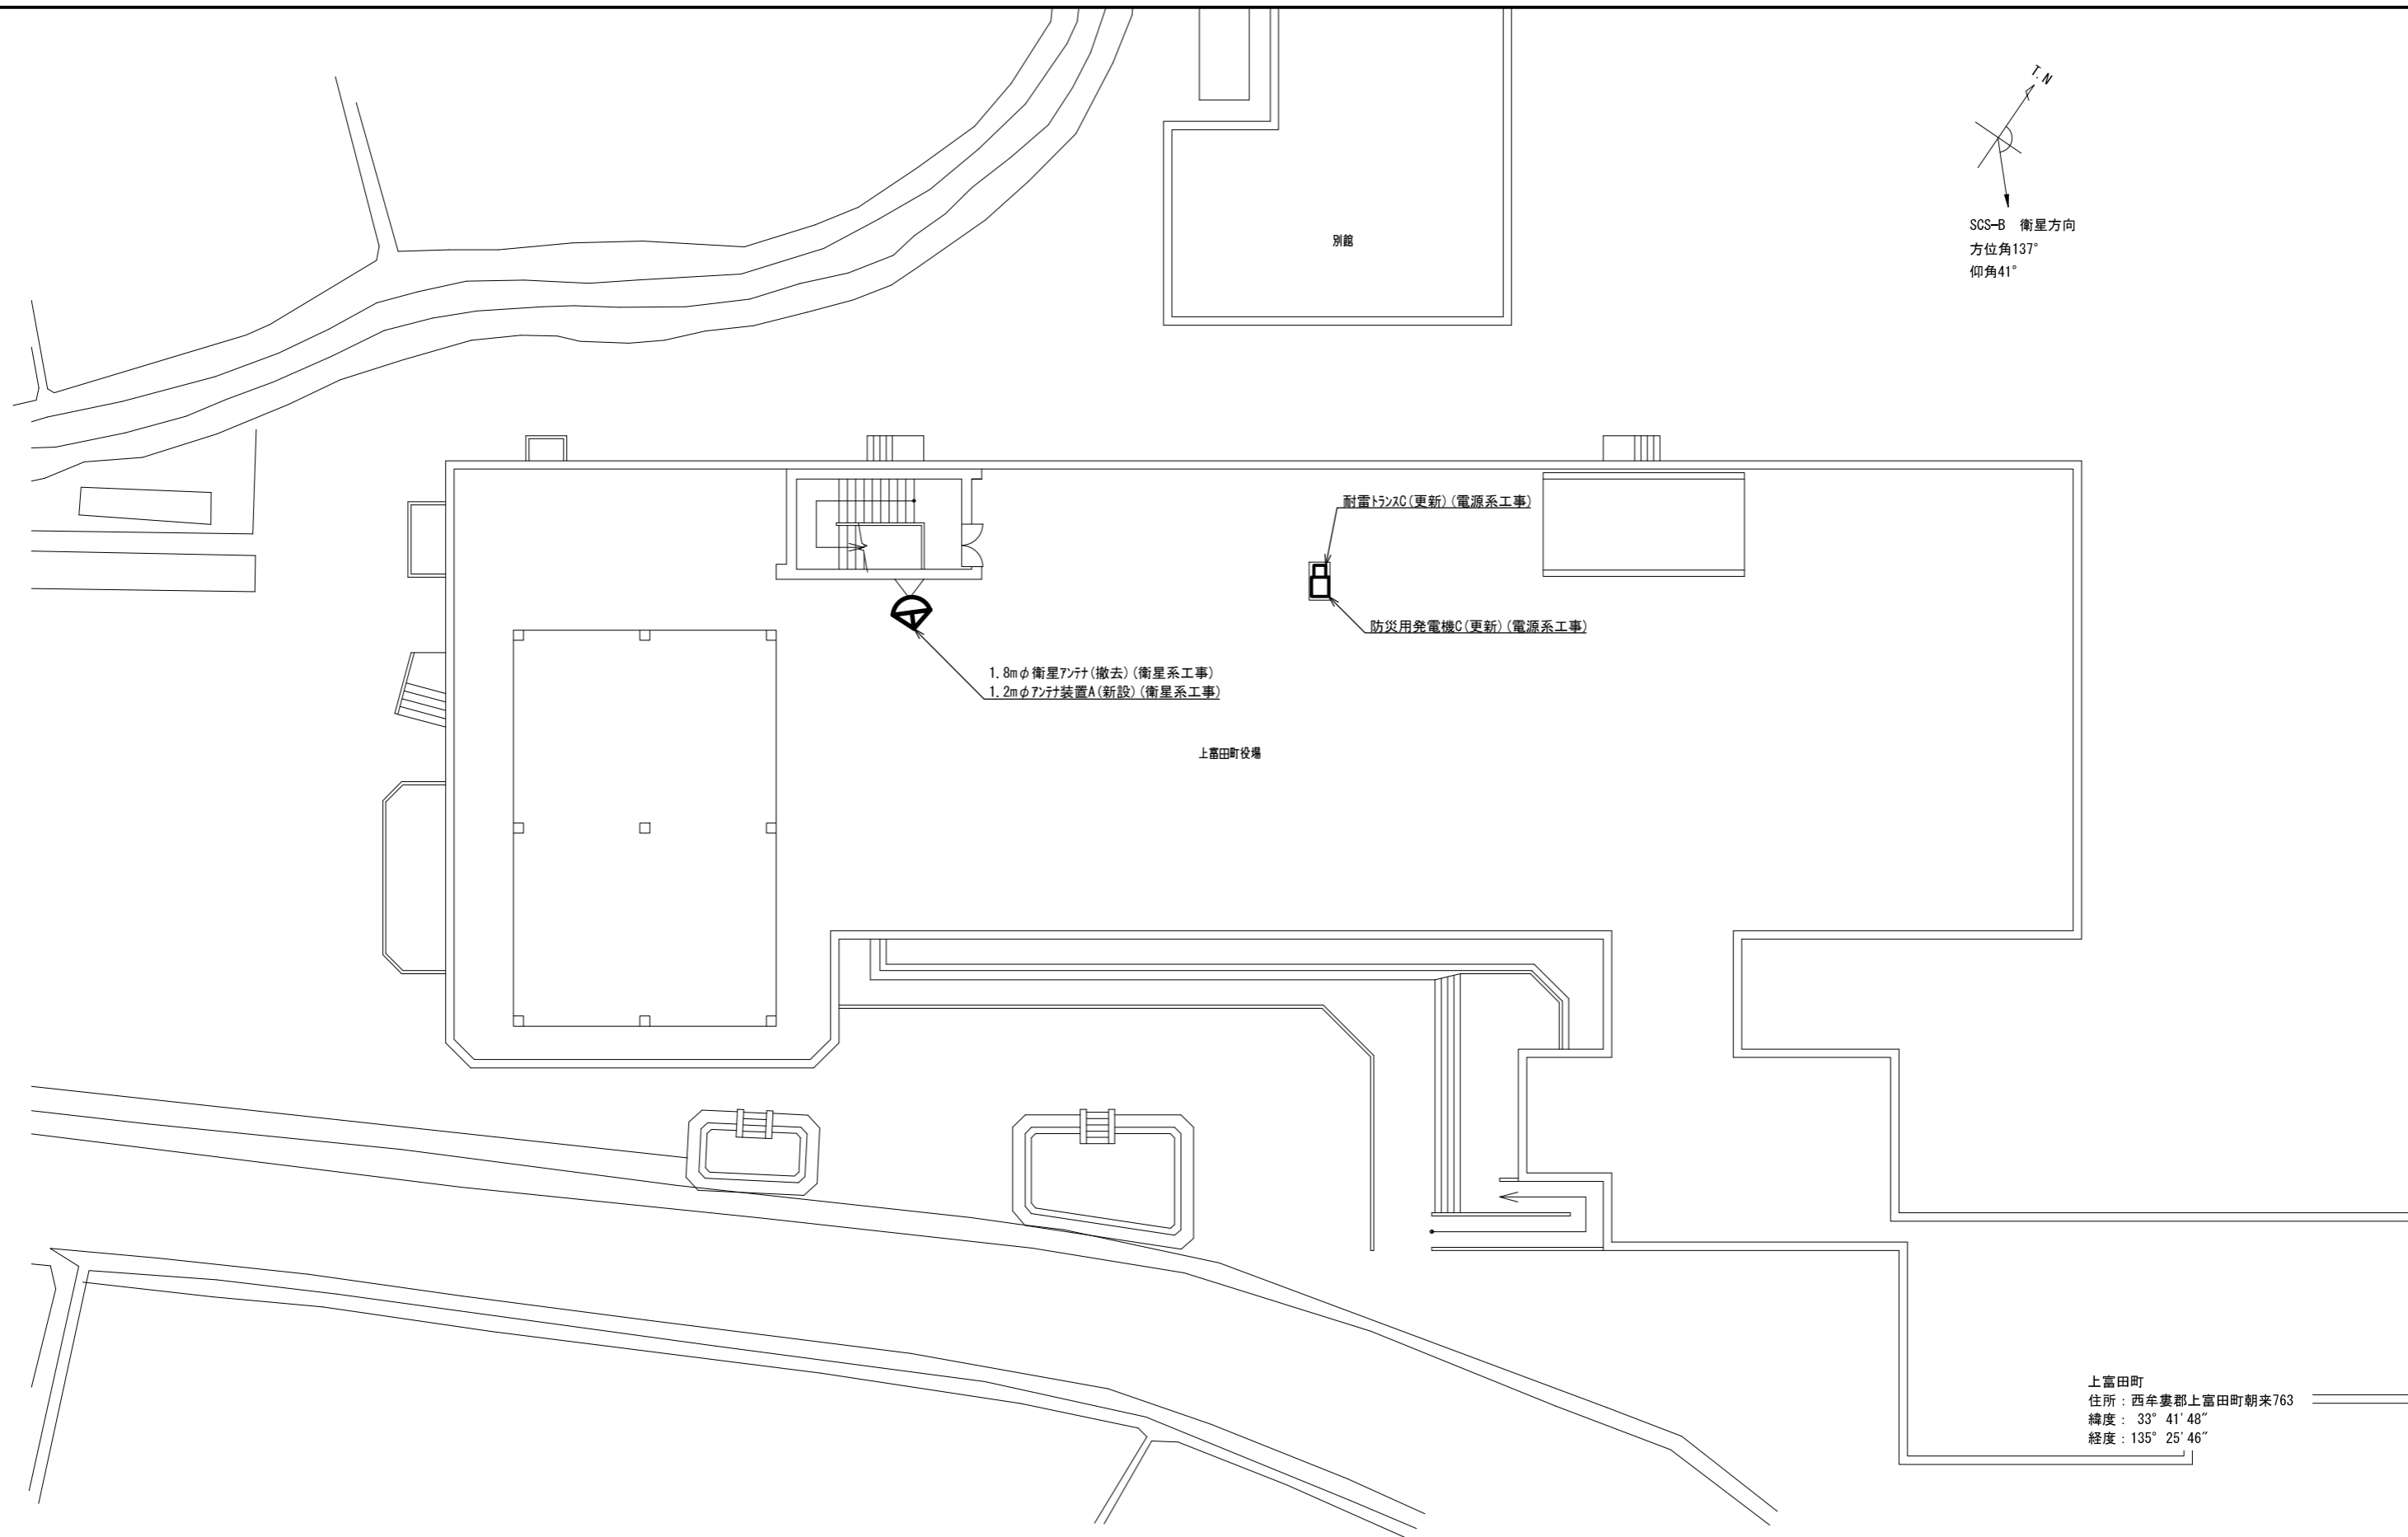 T.N
SCS-B 衛星方向
方位角137°
仰角41°
別館
耐雷トランスC(更新)(電源系工事)
防災用発電機C(更新)(電源系工事)
1.8mφ衛星アンテナ(撤去)(衛星系工事)
1.2mφアンテナ装置A(新設)(衛星系工事)
上富田町役場
上富田町
住所：西牟婁郡上富田町朝来763
緯度： 33° 41′48″
経度：135° 25′46″